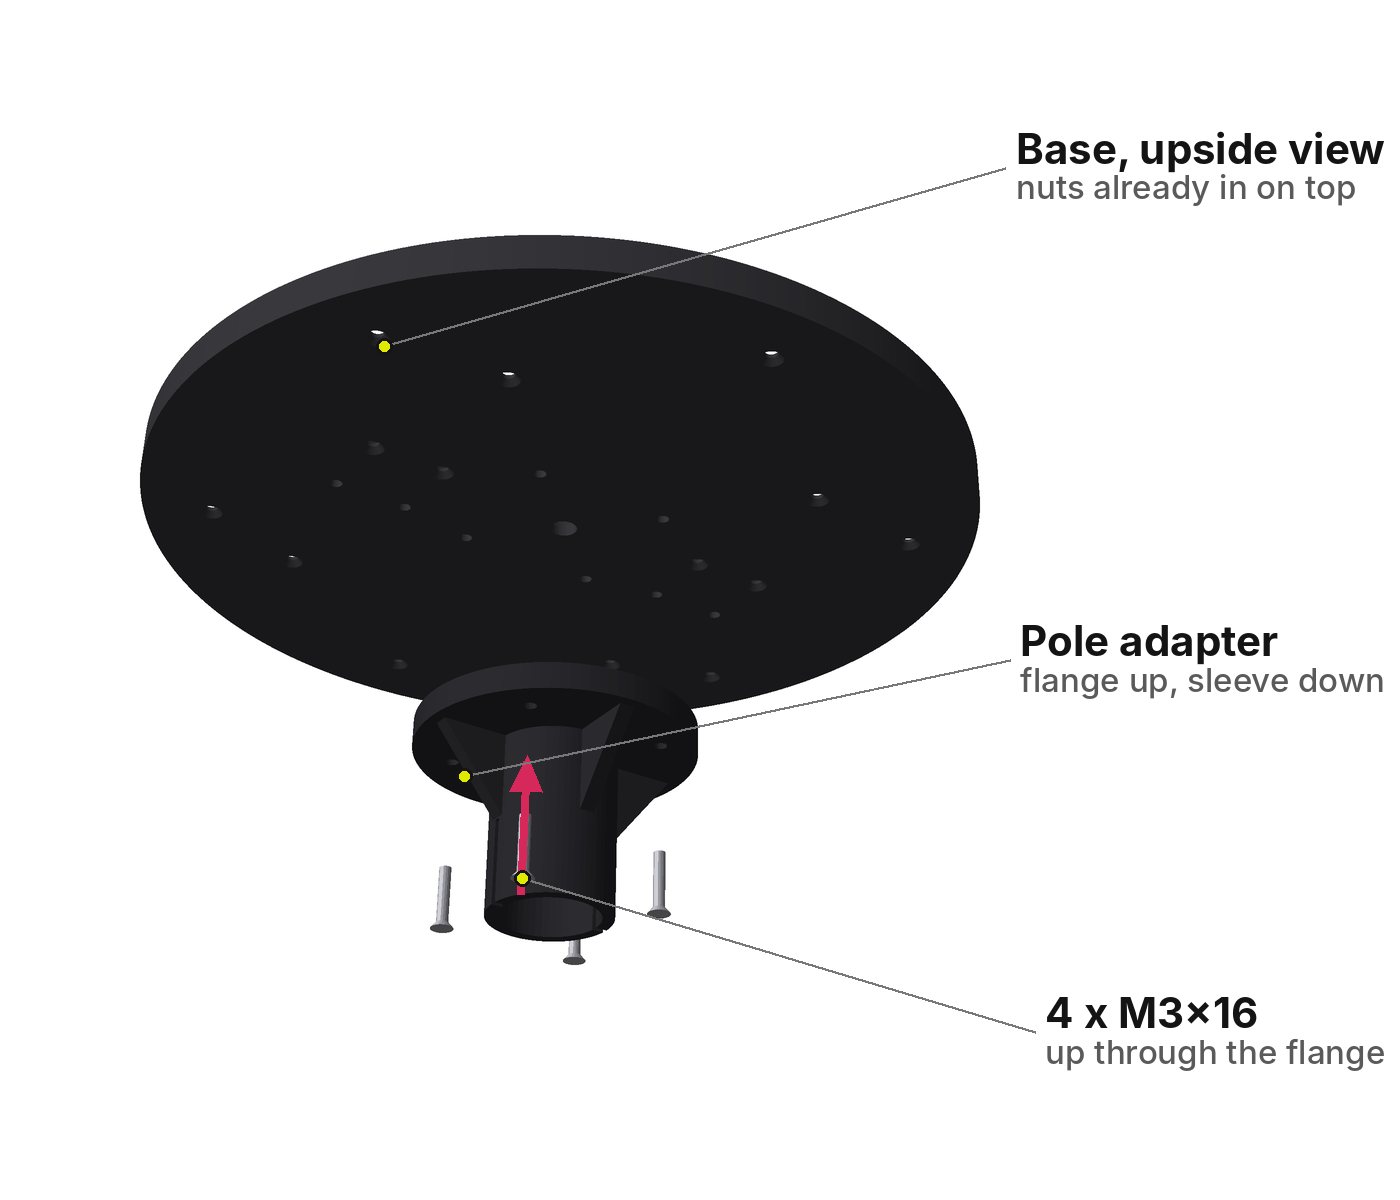 Base, upside view
nuts already in on top
Pole adapter
flange up, sleeve down
4 x M3×16
up through the flange